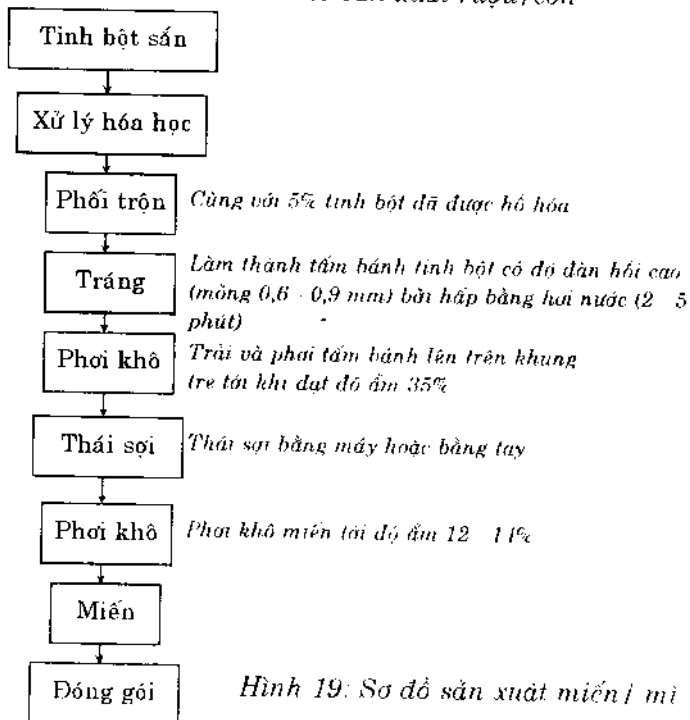 sản xuất rượu/cồn
Tinh bột sắn
Xử lý hóa học
Phối trộn
Cùng với 5% tinh bột đã được hồ hóa
Tráng
Làm thành tấm bánh tinh bột có độ đàn hồi cao
(mỏng 0,6 - 0,9 mm) bởi hấp bằng hơi nước (2 5
phút)
Phơi khô
Trải và phơi tấm bánh lên trên khung
tre tới khi đạt độ ẩm 35%
Thái sợi
Thái sợi bằng máy hoặc bằng tay
Phơi khô
Phơi khô miến tới độ ẩm 12
Miến
Đóng gói
Hình 19: Sơ đồ sản xuất miến/ mì